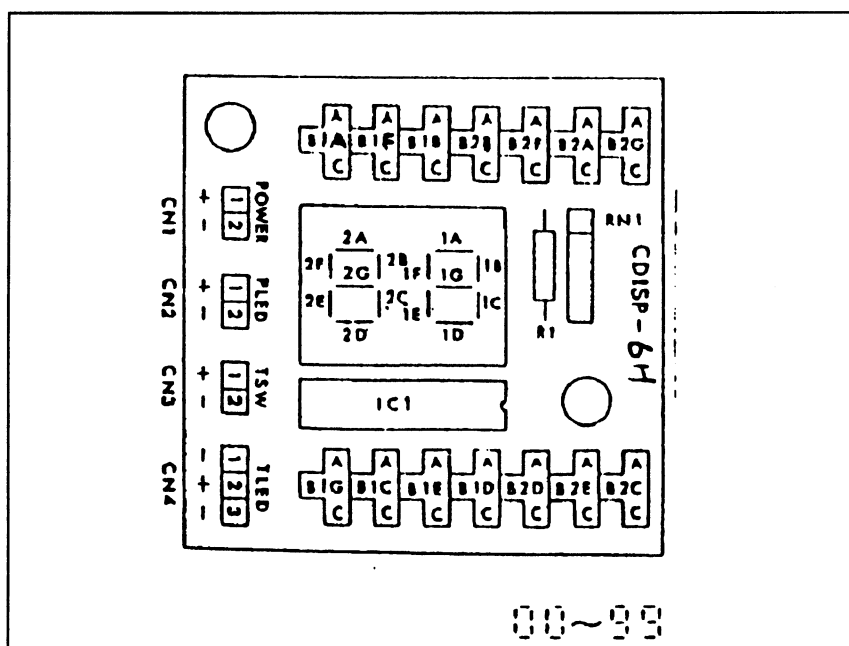 A A A A A A A
B1A B1F B1B B2B B2F B2A B2G
C C C C C C C
CN1 + - 1 2 POWER
CN2 + - 1 2 PLED
CN3 + - 1 2 TSW
CN4 - + - 1 2 3 TLED
2A 1A
2F 2G 2B 1F 1G 1B
2E 2C 1E 1C
2D 1D
RN1
R1
CDISP-6H
IC1
A A A A A A A
B1G B1C B1E B1D B2D B2E B2C
C C C C C C C
00~99